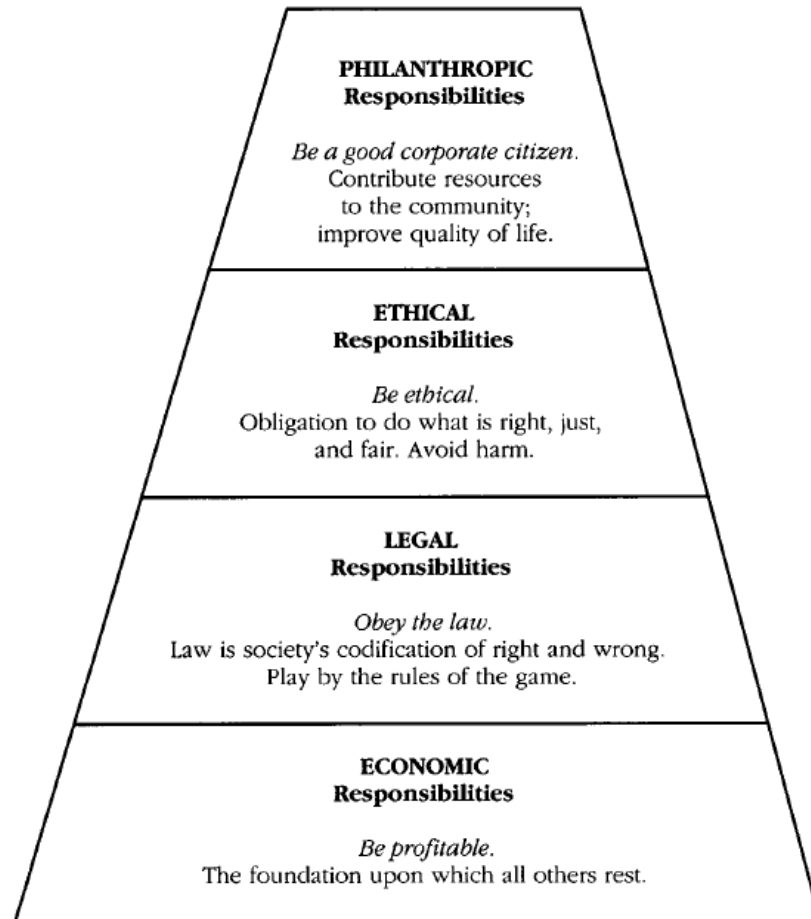 PHILANTHROPIC
Responsibilities
Be a good corporate citizen.
Contribute resources
to the community;
improve quality of life.
ETHICAL
Responsibilities
Be ethical.
Obligation to do what is right, just,
and fair. Avoid harm.
LEGAL
Responsibilities
Obey the law.
Law is society's codification of right and wrong.
Play by the rules of the game.
ECONOMIC
Responsibilities
Be profitable.
The foundation upon which all others rest.